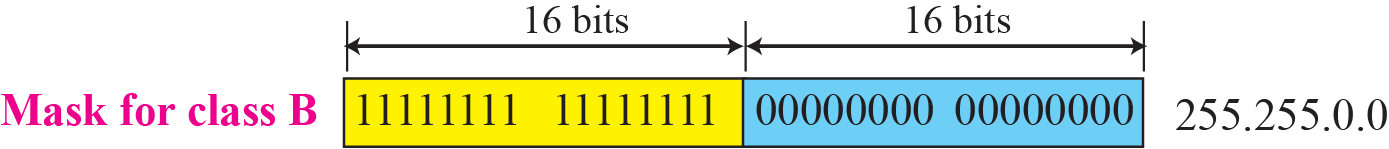 16 bits 16 bits
Mask for class B 11111111 11111111 00000000 00000000 255.255.0.0